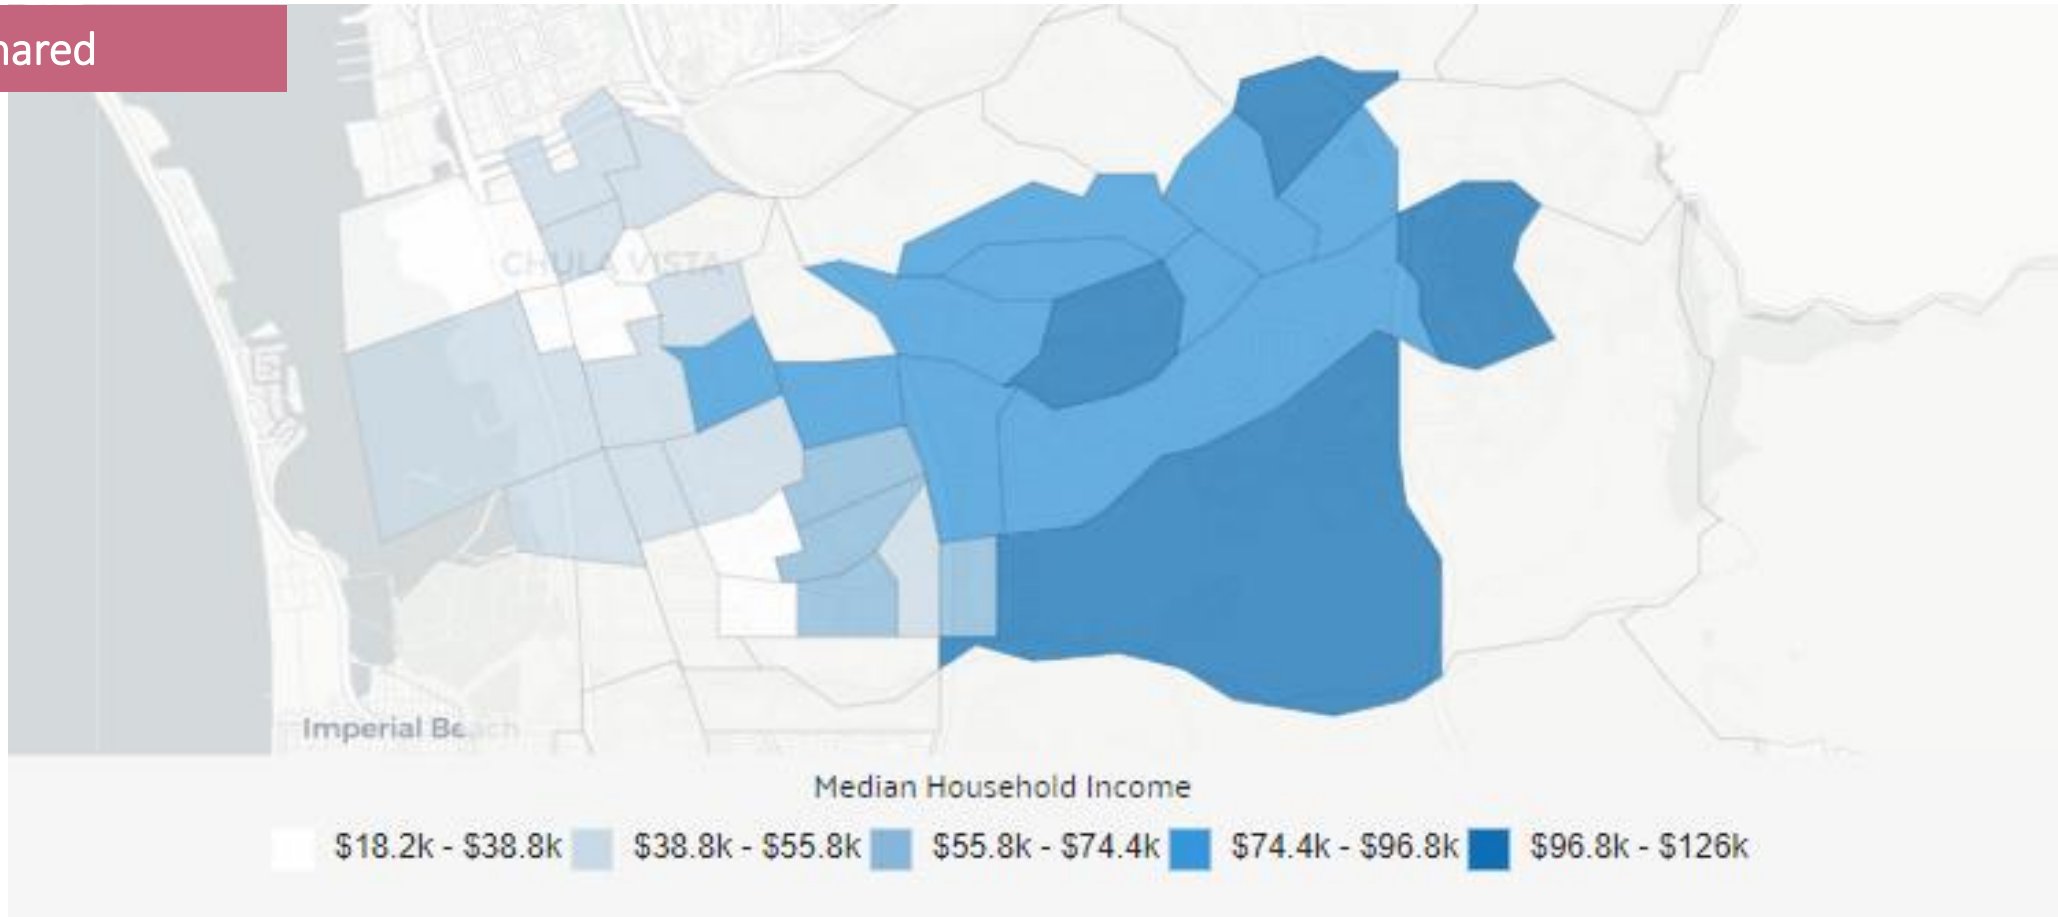 hared
CHULA VISTA
Imperial Beach
Median Household Income
$18.2k - $38.8k $38.8k - $55.8k $55.8k - $74.4k $74.4k - $96.8k $96.8k - $126k